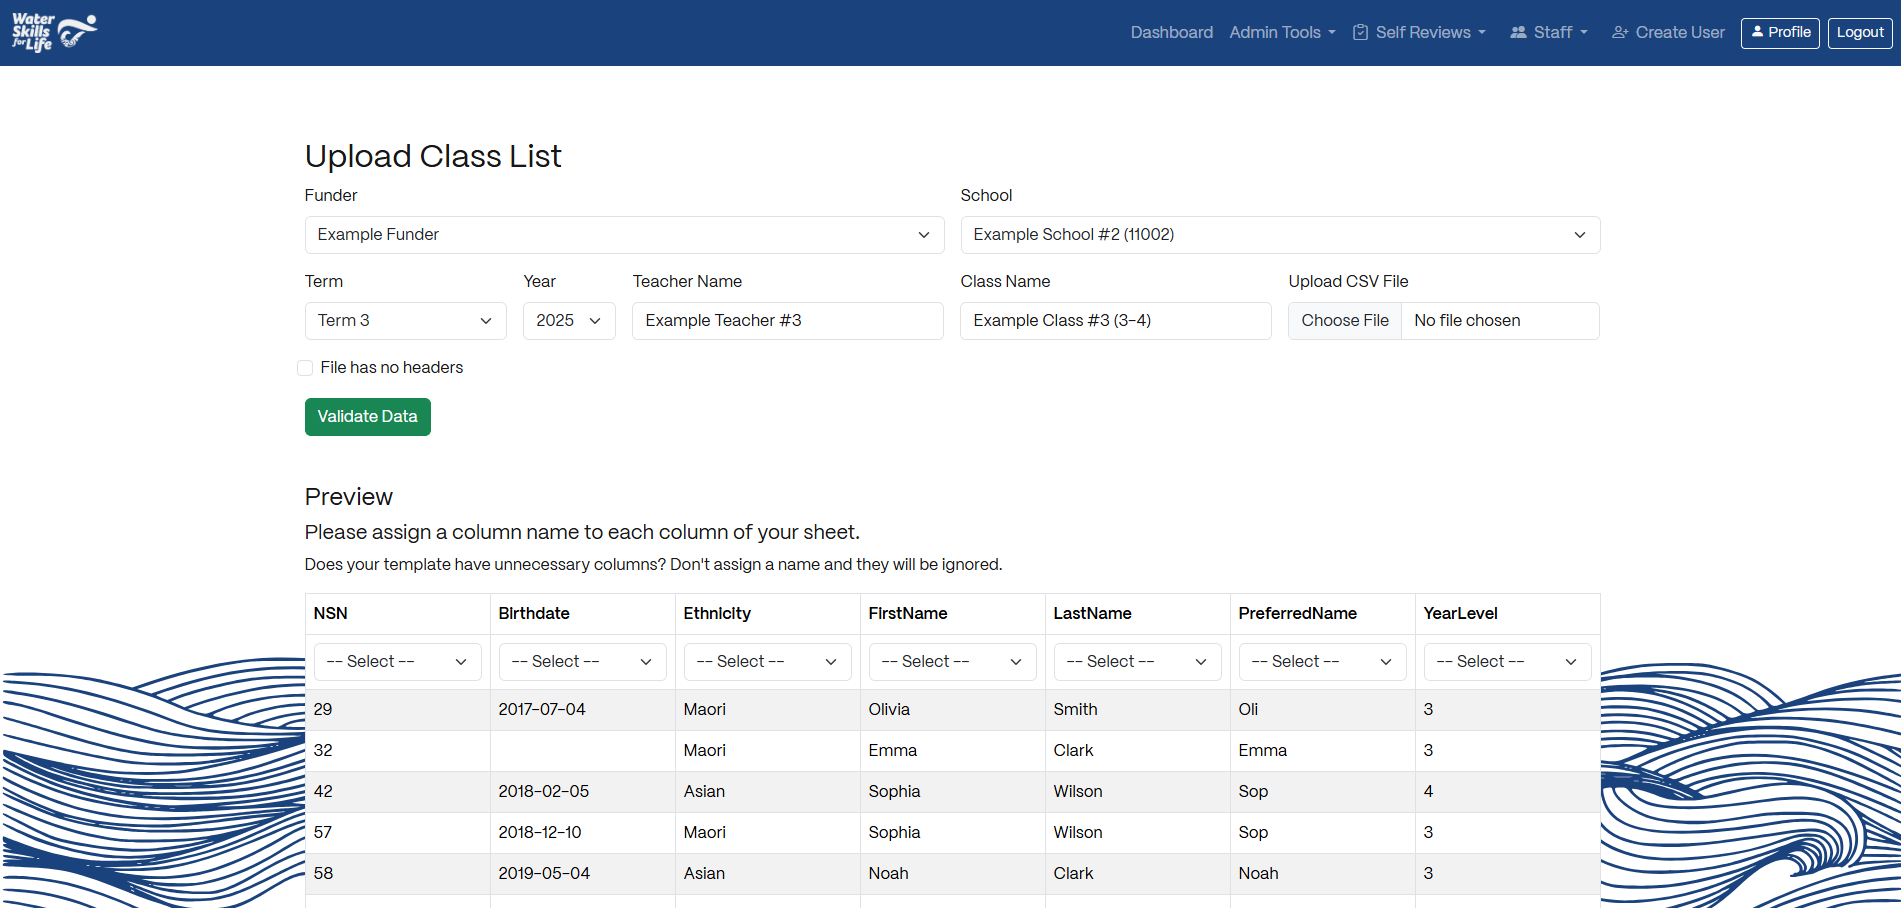 Water
Skills
for Life
Dashboard Admin Tools Self Reviews Staff Create User Profile Logout
Upload Class List
Funder School
Example Funder Example School #2 (11002)
Term Year Teacher Name Class Name Upload CSV File
Term 3 2025 Example Teacher #3 Example Class #3 (3-4) Choose File No file chosen
File has no headers
Validate Data
Preview
Please assign a column name to each column of your sheet.
Does your template have unnecessary columns? Don't assign a name and they will be ignored.
NSN Birthdate Ethnicity FirstName LastName PreferredName YearLevel
-- Select -- -- Select -- -- Select -- -- Select -- -- Select -- -- Select -- -- Select --
29 2017-07-04 Maori Olivia Smith Oli 3
32 Maori Emma Clark Emma 3
42 2018-02-05 Asian Sophia Wilson Sop 4
57 2018-12-10 Maori Sophia Wilson Sop 3
58 2019-05-04 Asian Noah Clark Noah 3